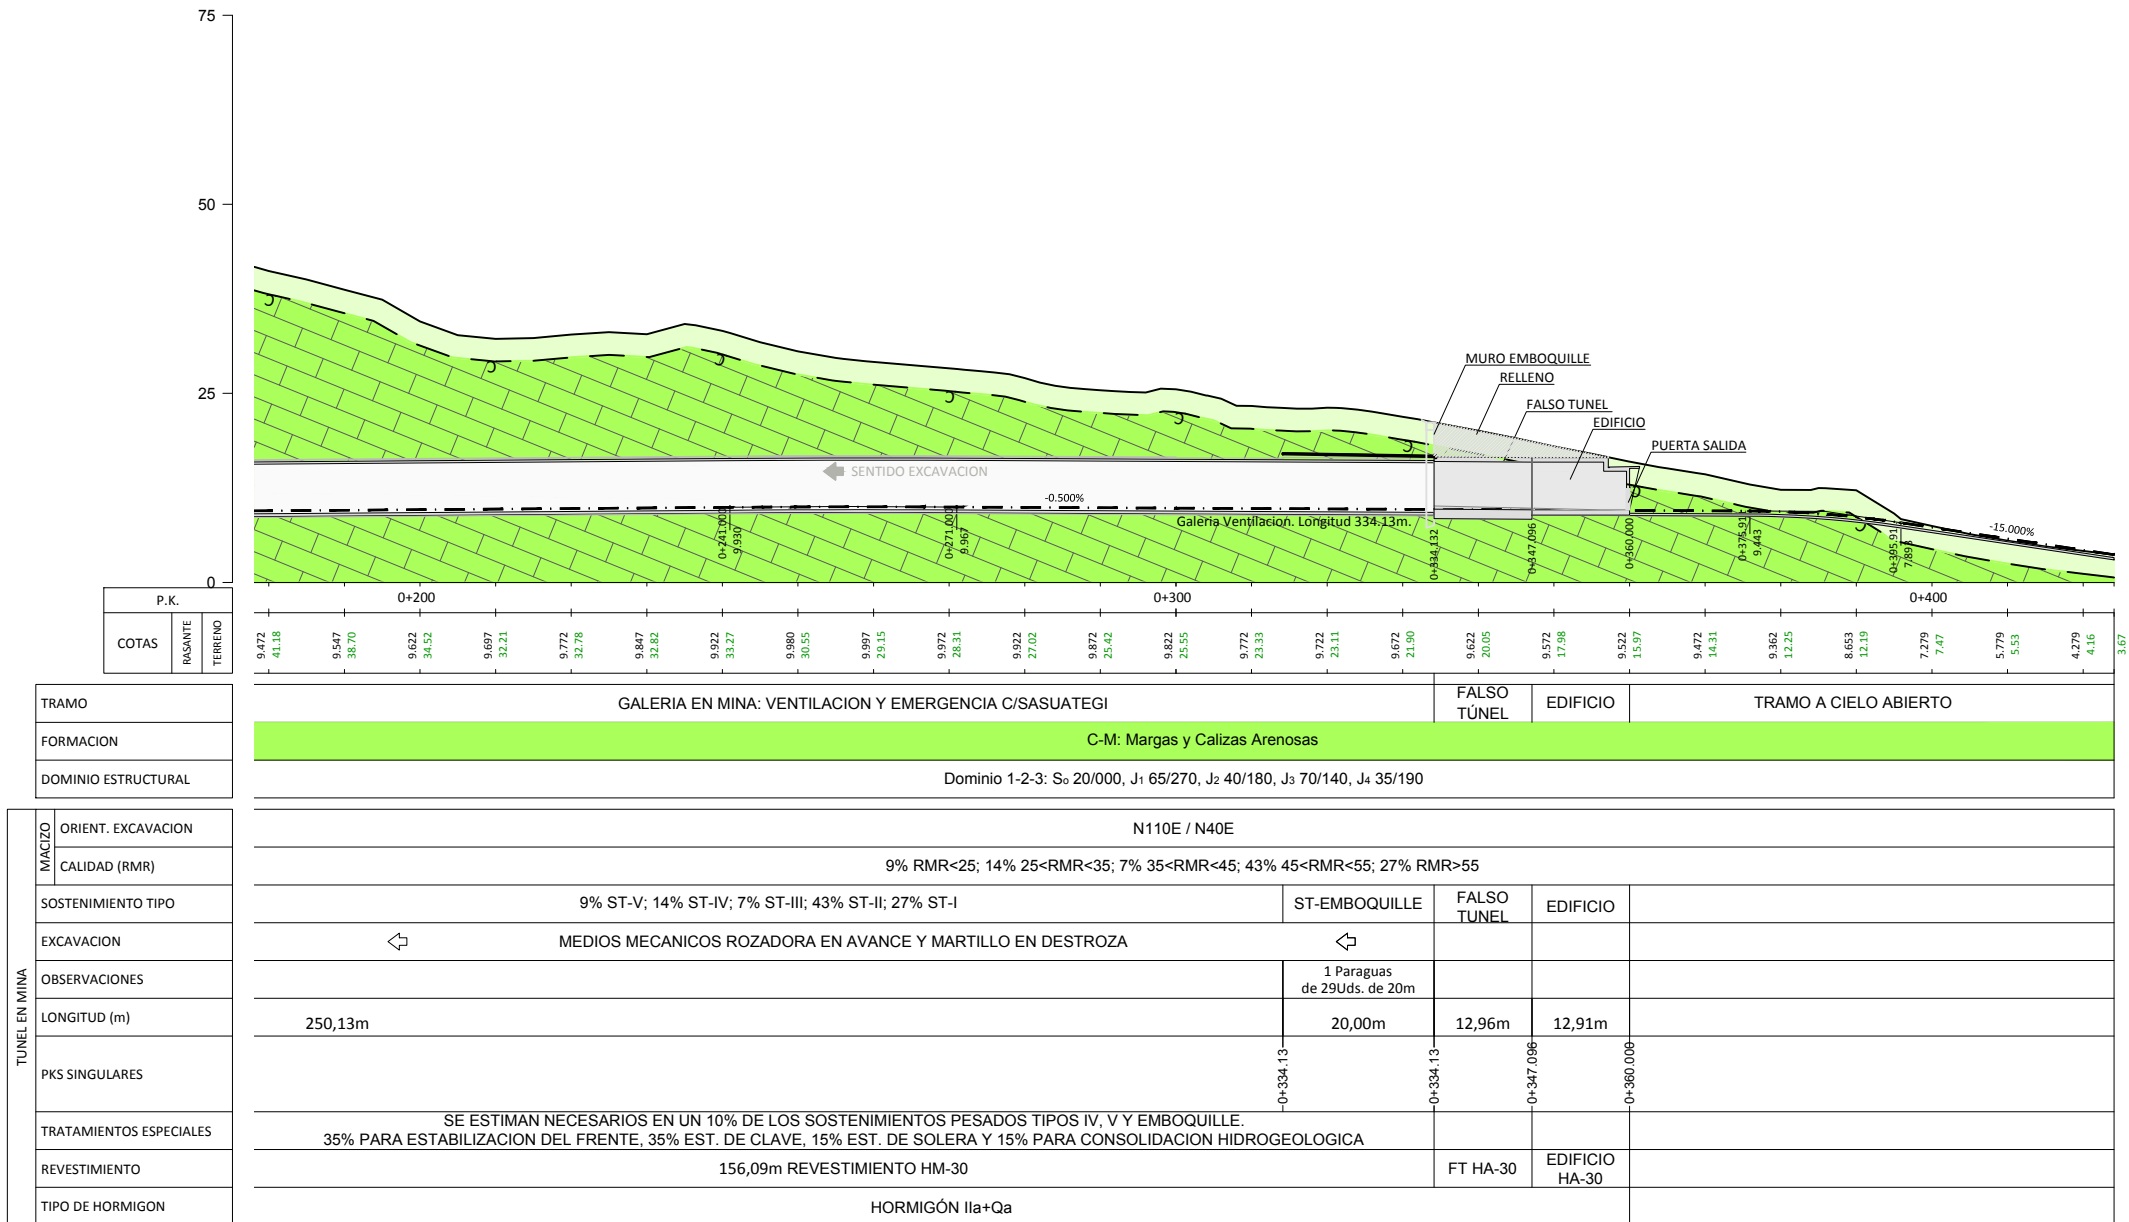 75
50
25
0
MURO EMBOQUILLE
RELLENO
FALSO TUNEL
EDIFICIO
PUERTA SALIDA
SENTIDO EXCAVACION
-0.500%
Galeria Ventilacion. Longitud 334.13m.
-15.000%
0+241.000
9.930
0+271.001
9.967
0+334.132
0+347.096
0+360.000
0+375.91
9.443
0+395.91
7.893
P.K.
0+200
0+300
0+400
COTAS
RASANTE
TERRENO
9.472
41.18
9.547
38.70
9.622
34.52
9.697
32.21
9.772
32.78
9.847
32.82
9.922
33.27
9.980
30.55
9.997
29.15
9.972
28.31
9.922
27.02
9.872
25.42
9.822
25.55
9.772
23.33
9.722
23.11
9.672
21.90
9.622
20.05
9.572
17.98
9.522
15.97
9.472
14.31
9.362
12.25
8.653
12.19
7.279
7.47
5.779
5.53
4.279
4.16
3.67
TRAMO
GALERIA EN MINA: VENTILACION Y EMERGENCIA C/SASUATEGI
FALSO
TÚNEL
EDIFICIO
TRAMO A CIELO ABIERTO
FORMACION
C-M: Margas y Calizas Arenosas
DOMINIO ESTRUCTURAL
Dominio 1-2-3: S₀ 20/000, J₁ 65/270, J₂ 40/180, J₃ 70/140, J₄ 35/190
TUNEL EN MINA
MACIZO
ORIENT. EXCAVACION
N110E / N40E
CALIDAD (RMR)
9% RMR<25; 14% 25<RMR<35; 7% 35<RMR<45; 43% 45<RMR<55; 27% RMR>55
SOSTENIMIENTO TIPO
9% ST-V; 14% ST-IV; 7% ST-III; 43% ST-II; 27% ST-I
ST-EMBOQUILLE
FALSO
TUNEL
EDIFICIO
EXCAVACION
MEDIOS MECANICOS ROZADORA EN AVANCE Y MARTILLO EN DESTROZA
OBSERVACIONES
1 Paraguas
de 29Uds. de 20m
LONGITUD (m)
250,13m
20,00m
12,96m
12,91m
PKS SINGULARES
0+334.13
0+334.13
0+347.096
0+360.000
TRATAMIENTOS ESPECIALES
SE ESTIMAN NECESARIOS EN UN 10% DE LOS SOSTENIMIENTOS PESADOS TIPOS IV, V Y EMBOQUILLE.
35% PARA ESTABILIZACION DEL FRENTE, 35% EST. DE CLAVE, 15% EST. DE SOLERA Y 15% PARA CONSOLIDACION HIDROGEOLOGICA
REVESTIMIENTO
156,09m REVESTIMIENTO HM-30
FT HA-30
EDIFICIO
HA-30
TIPO DE HORMIGON
HORMIGÓN IIa+Qa